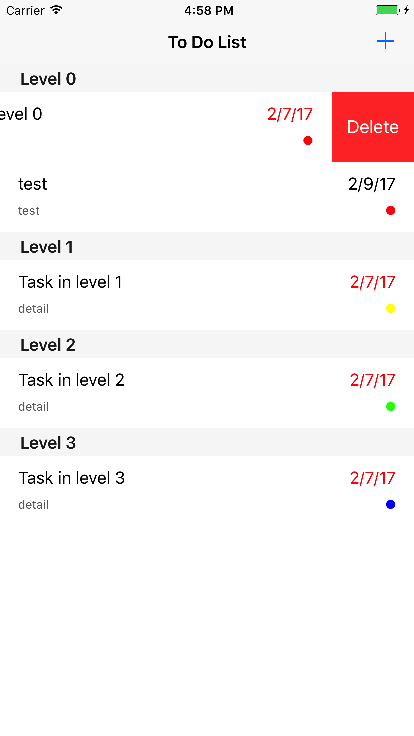 Carrier 4:58 PM
To Do List
Level 0
evel 0 2/7/17
Delete
test 2/9/17
test
Level 1
Task in level 1 2/7/17
detail
Level 2
Task in level 2 2/7/17
detail
Level 3
Task in level 3 2/7/17
detail